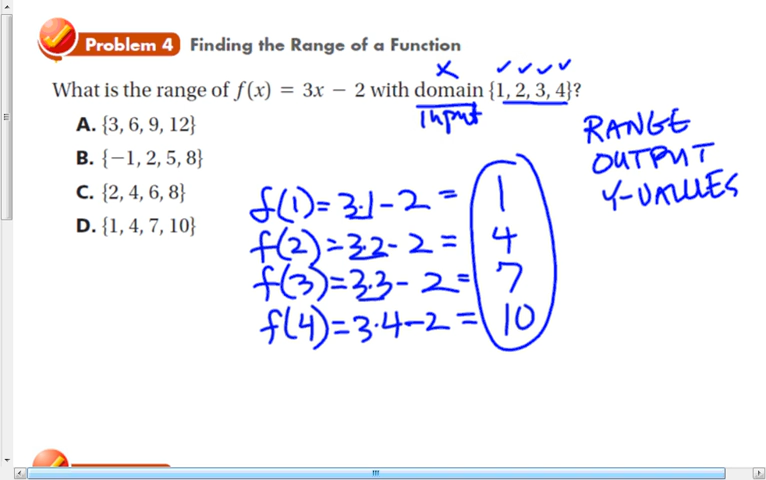 Problem 4 Finding the Range of a Function
x
What is the range of f(x) = 3x − 2 with domain {1, 2, 3, 4}?
Input
A. {3, 6, 9, 12}
B. {−1, 2, 5, 8}
C. {2, 4, 6, 8}
D. {1, 4, 7, 10}
RANGE
OUTPUT
Y-VALUES
f(1)=3·1-2= 1
f(2)=3·2-2= 4
f(3)=3·3-2= 7
f(4)=3·4-2= 10